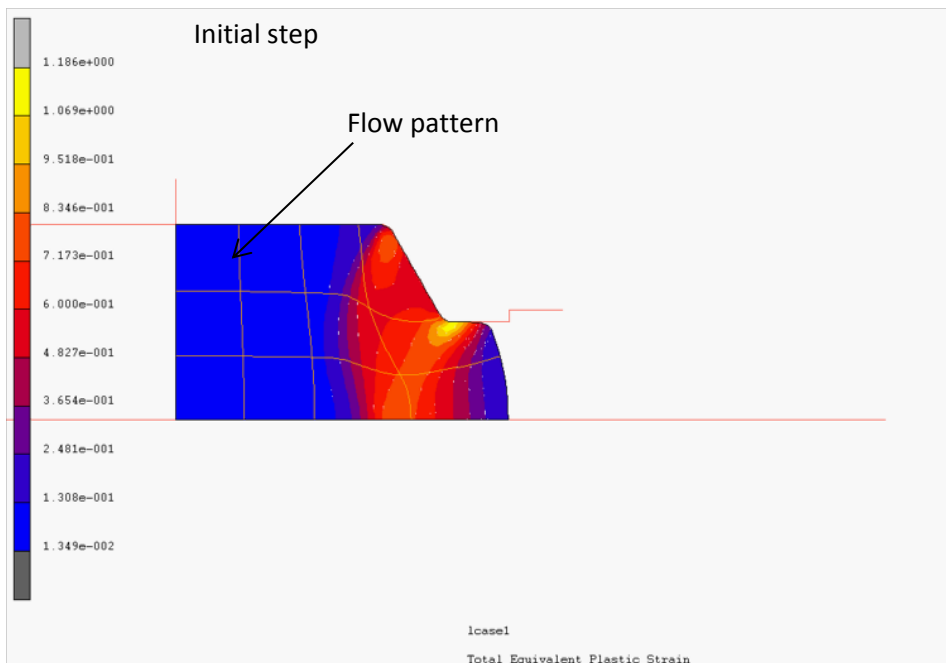 Initial step
1.186e+000
1.069e+000
Flow pattern
9.518e-001
8.346e-001
7.173e-001
6.000e-001
4.827e-001
3.654e-001
2.481e-001
1.308e-001
1.349e-002
lcase1
Total Equivalent Plastic Strain